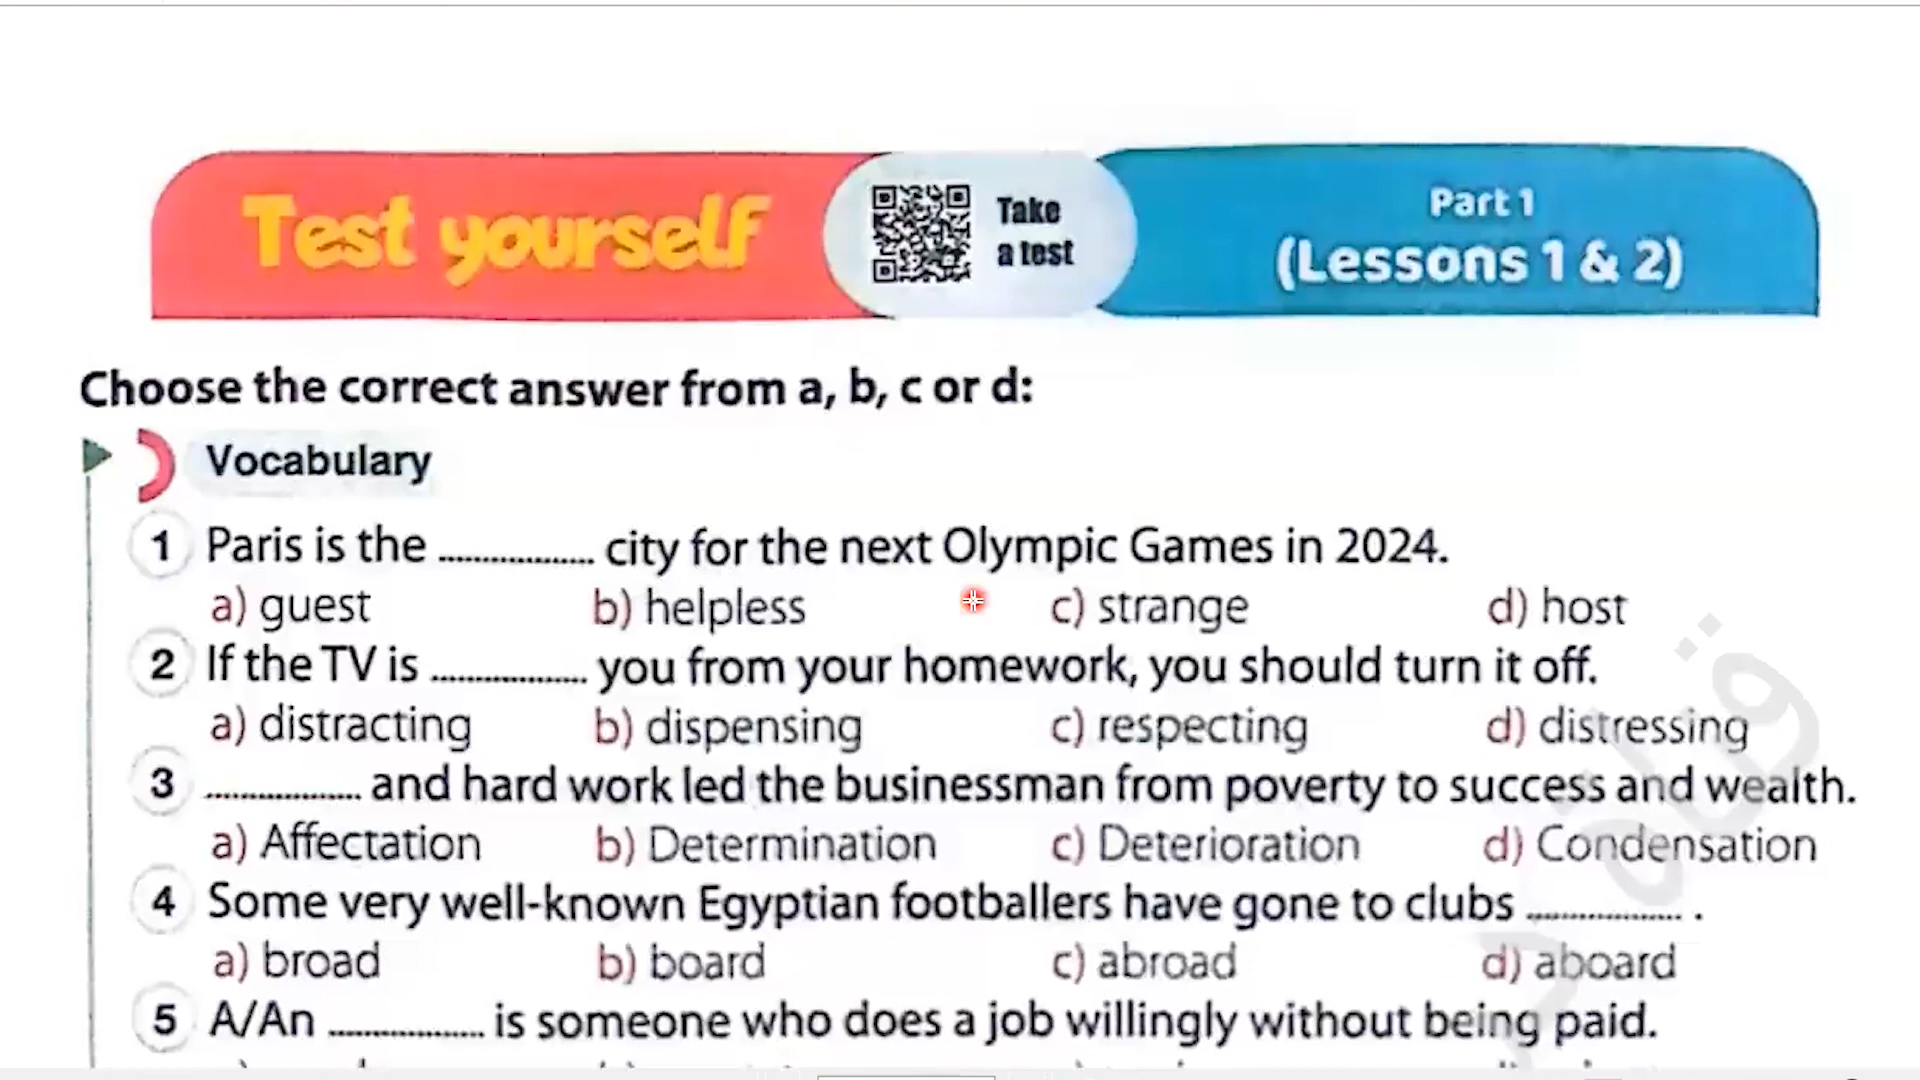 Test yourself
Take
a test
Part 1
(Lessons 1 & 2)
Choose the correct answer from a, b, c or d:
Vocabulary
1 Paris is the ................ city for the next Olympic Games in 2024.
a) guest b) helpless c) strange d) host
2 If the TV is ................ you from your homework, you should turn it off.
a) distracting b) dispensing c) respecting d) distressing
3 ................ and hard work led the businessman from poverty to success and wealth.
a) Affectation b) Determination c) Deterioration d) Condensation
4 Some very well-known Egyptian footballers have gone to clubs ................ .
a) broad b) board c) abroad d) aboard
5 A/An ................ is someone who does a job willingly without being paid.